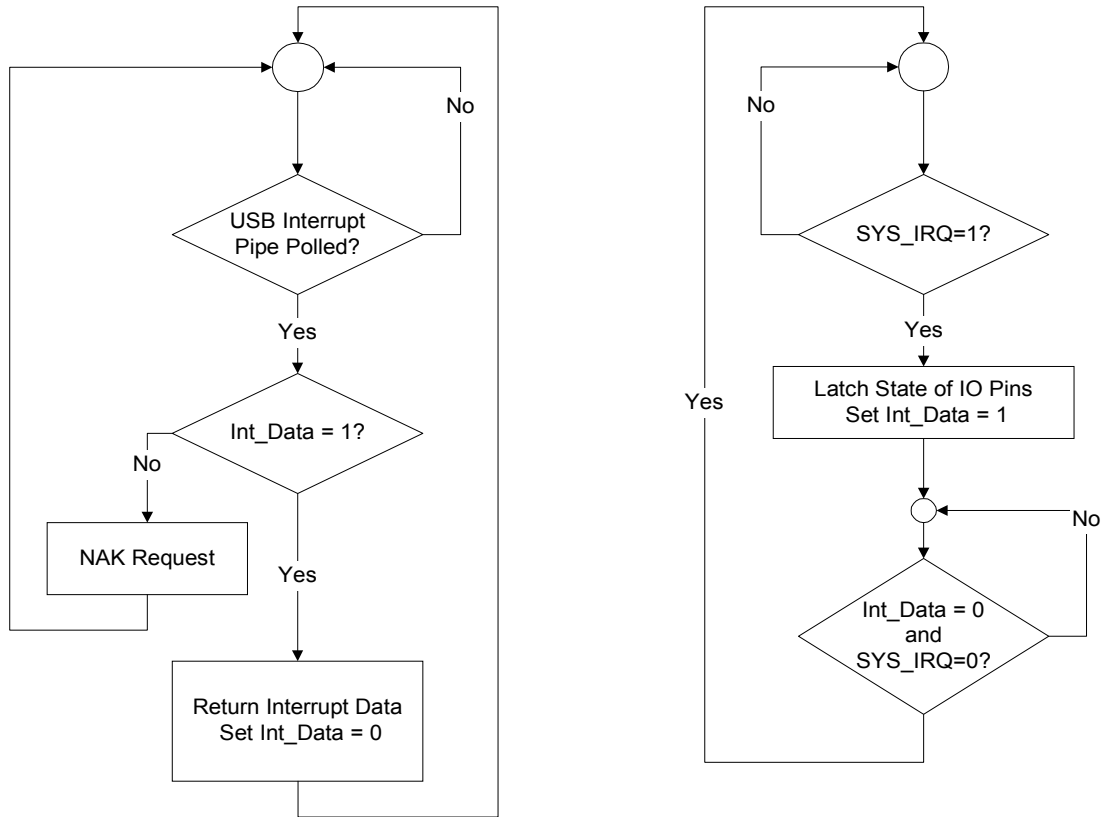 No
USB Interrupt
Pipe Polled?
Yes
Int_Data = 1?
No
NAK Request
Yes
Return Interrupt Data
Set Int_Data = 0
No
SYS_IRQ=1?
Yes
Latch State of IO Pins
Set Int_Data = 1
Yes
No
Int_Data = 0
and
SYS_IRQ=0?